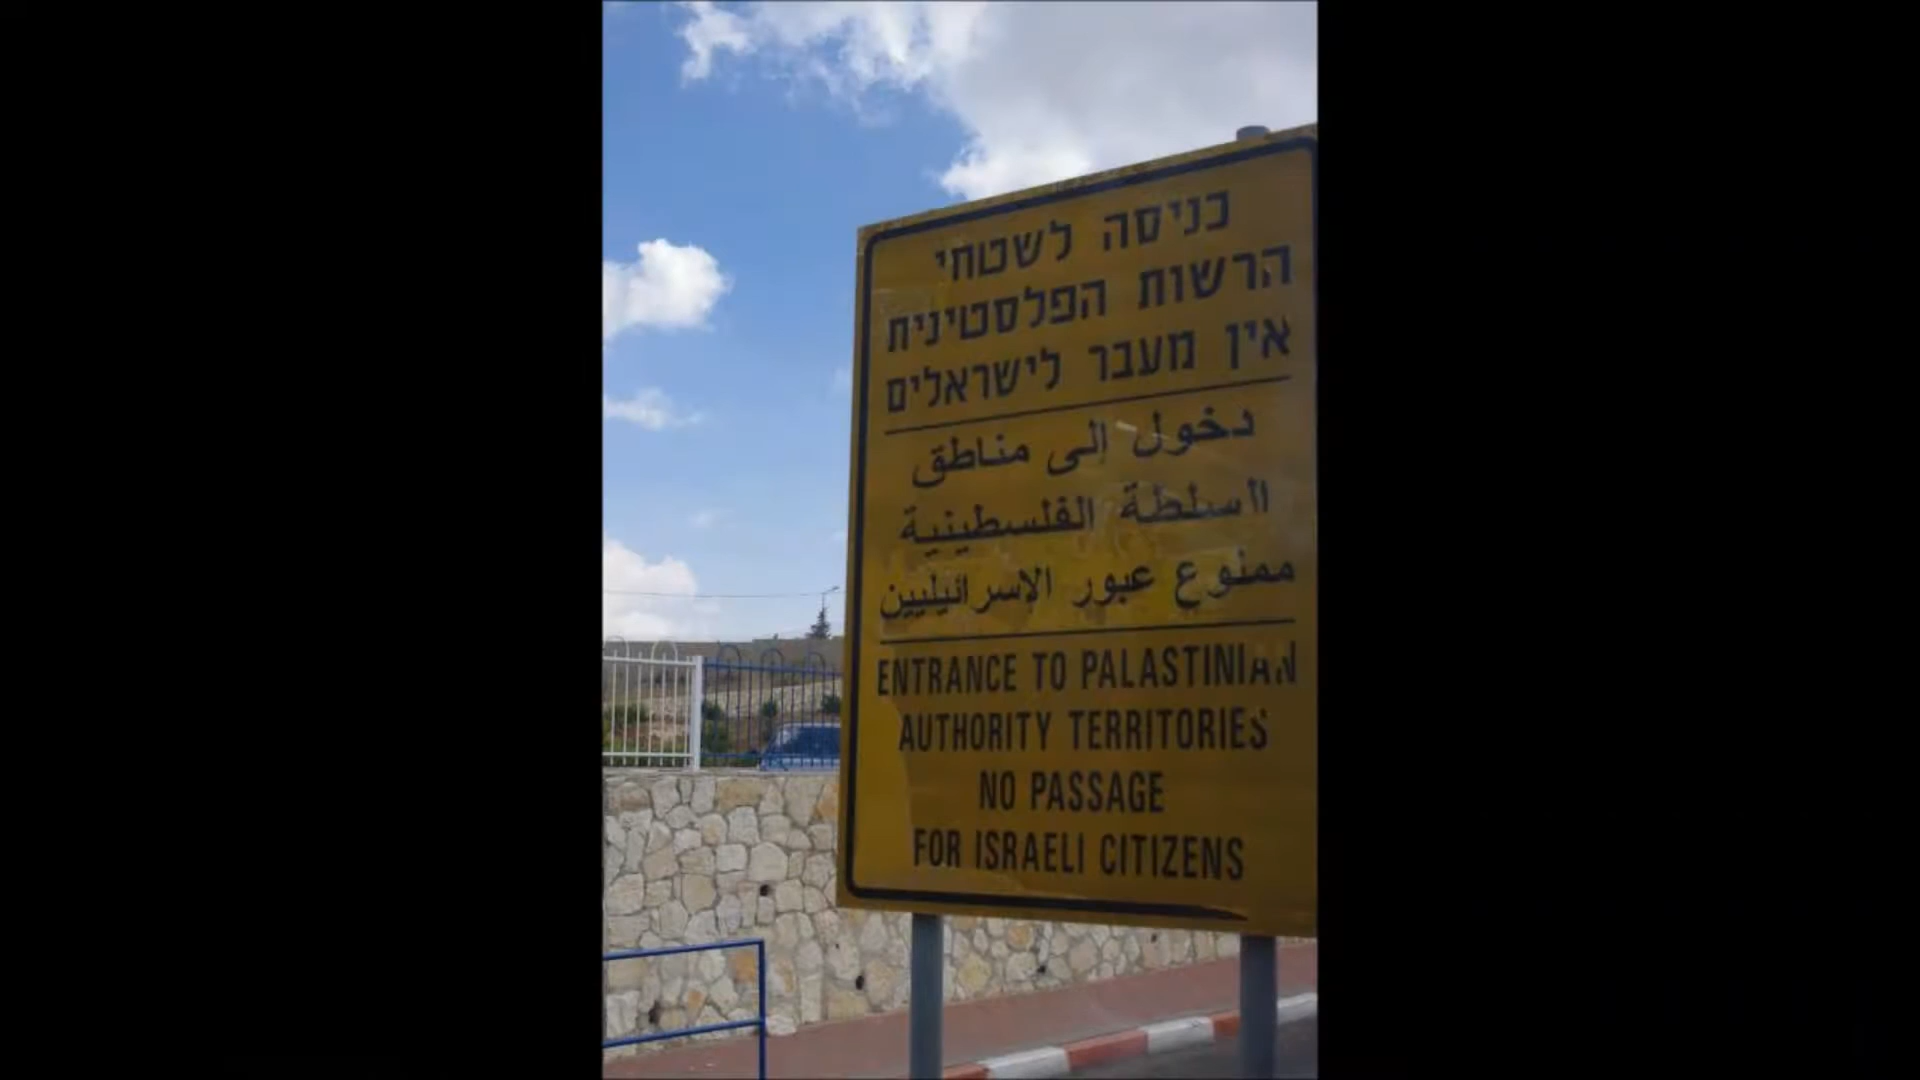 כניסה לשטחי
הרשות הפלסטינית
אין מעבר לישראלים
دخول إلى مناطق
السلطة الفلسطينية
ممنوع عبور الإسرائيليين
ENTRANCE TO PALASTINIAN
AUTHORITY TERRITORIES
NO PASSAGE
FOR ISRAELI CITIZENS